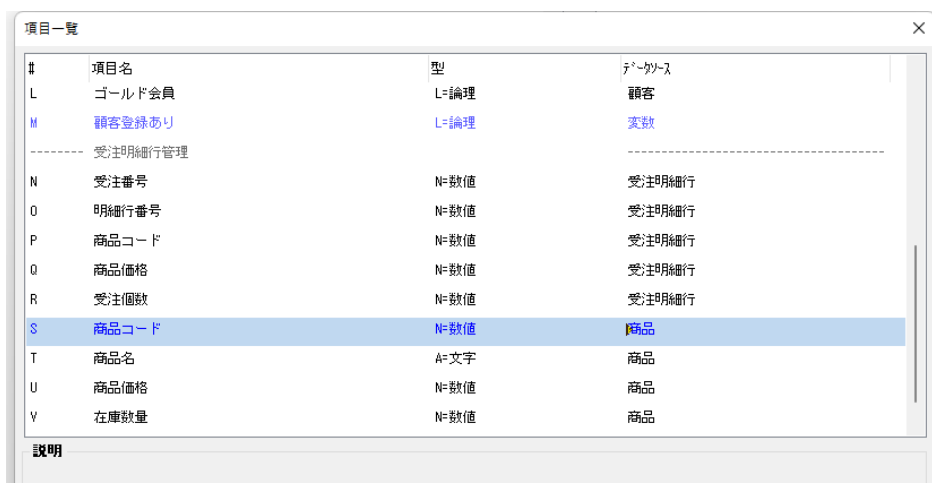 項目一覧
# 項目名 型 ﾃﾞｰﾀｿｰｽ
L ゴールド会員 L=論理 顧客
M 顧客登録あり L=論理 変数
-------- 受注明細行管理 ------------------------------------
N 受注番号 N=数値 受注明細行
O 明細行番号 N=数値 受注明細行
P 商品コード N=数値 受注明細行
Q 商品価格 N=数値 受注明細行
R 受注個数 N=数値 受注明細行
S 商品コード N=数値 商品
T 商品名 A=文字 商品
U 商品価格 N=数値 商品
V 在庫数量 N=数値 商品
説明